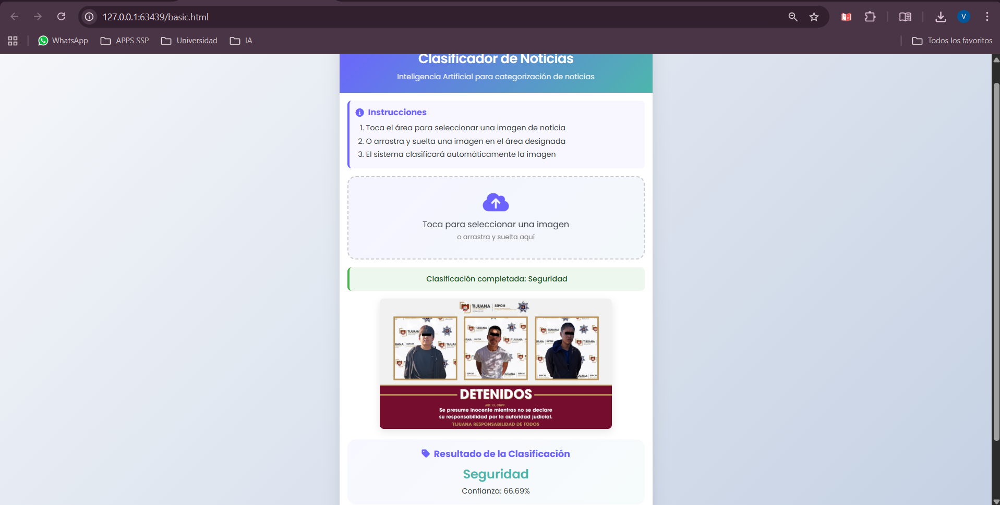 127.0.0.1:63439/basic.html
V
WhatsApp
APPS SSP
Universidad
IA
Todos los favoritos
Clasificador de Noticias
Inteligencia Artificial para categorización de noticias
Instrucciones
1. Toca el área para seleccionar una imagen de noticia
2. O arrastra y suelta una imagen en el área designada
3. El sistema clasificará automáticamente la imagen
Toca para seleccionar una imagen
o arrastra y suelta aquí
Clasificación completada: Seguridad
TIJUANA
SSPCM
DETENIDOS
ART.13, CNPP.
Se presume inocente mientras no se declare
su responsabilidad por la autoridad judicial.
TIJUANA RESPONSABILIDAD DE TODOS
Resultado de la Clasificación
Seguridad
Confianza: 66.69%